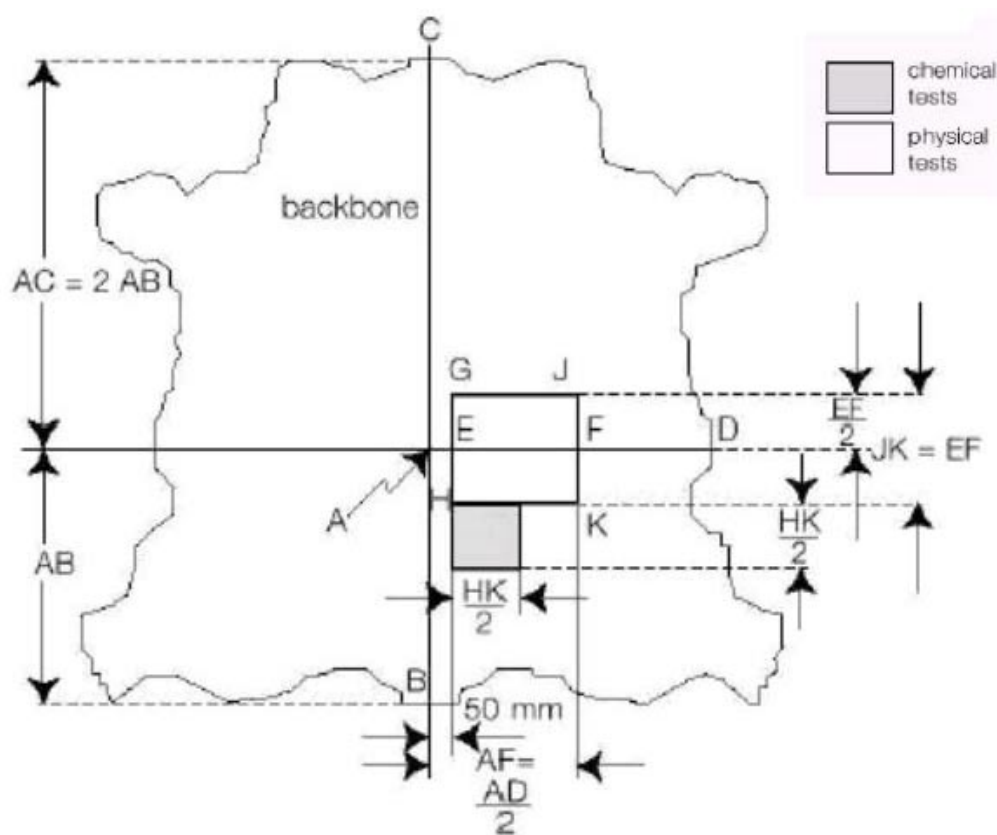 C
chemical
tests
physical
tests
backbone
AC = 2 AB
G J
E F D
EF
2
JK = EF
H
A
K
HK
2
AB
HK
2
B
50 mm
AF=
AD
2